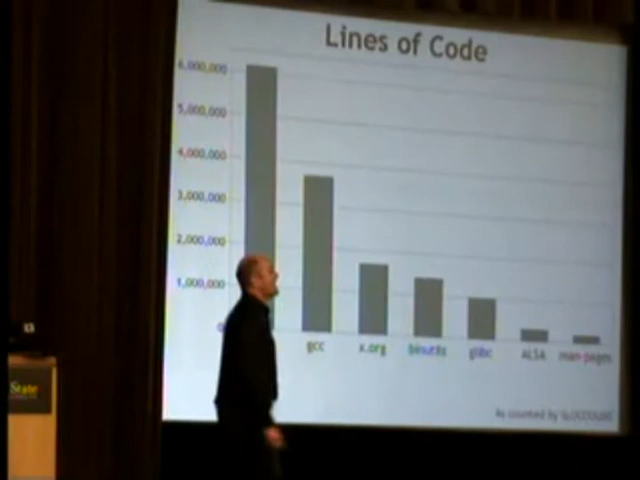 Lines of Code
6,000,000
5,000,000
4,000,000
3,000,000
2,000,000
1,000,000
0
gcc
x.org
binutils
glibc
ALSA
man-pages
As counted by
State